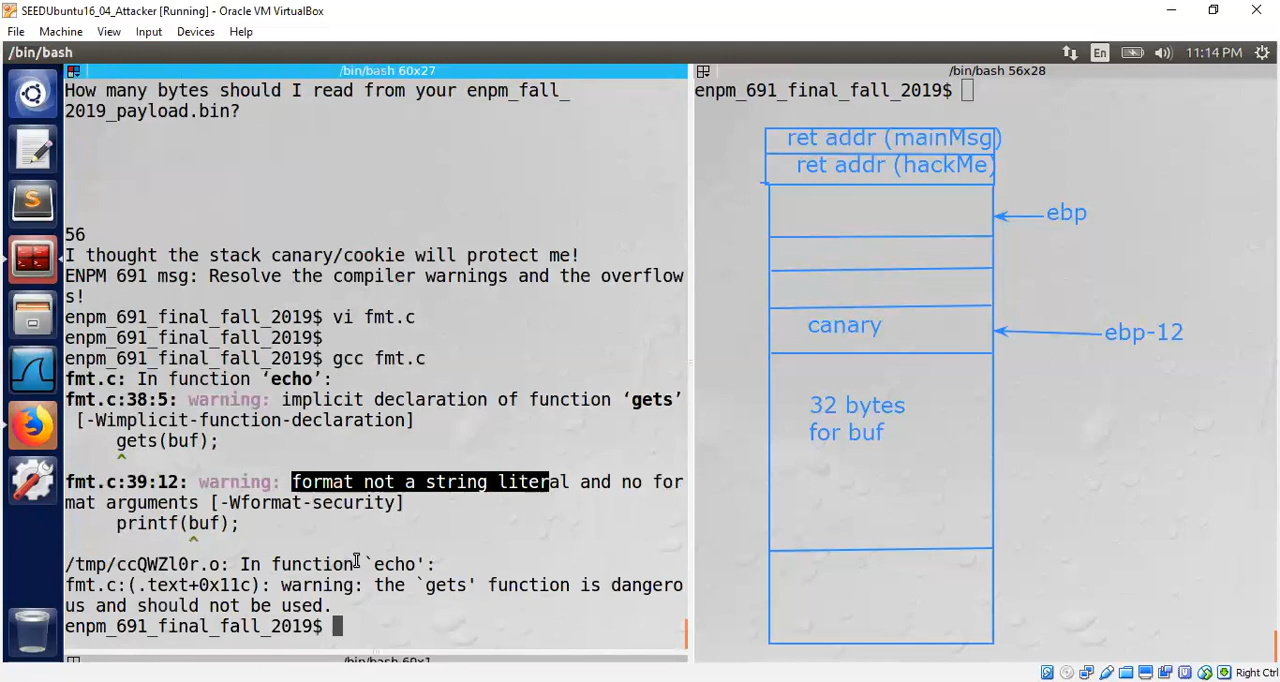 SEEDUbuntu16_04_Attacker [Running] - Oracle VM VirtualBox
File Machine View Input Devices Help
/bin/bash En 11:14 PM
/bin/bash 60x27
How many bytes should I read from your enpm_fall_
2019_payload.bin?
56
I thought the stack canary/cookie will protect me!
ENPM 691 msg: Resolve the compiler warnings and the overflow
s!
enpm_691_final_fall_2019$ vi fmt.c
enpm_691_final_fall_2019$
enpm_691_final_fall_2019$ gcc fmt.c
fmt.c: In function ‘echo’:
fmt.c:38:5: warning: implicit declaration of function ‘gets’
[-Wimplicit-function-declaration]
gets(buf);
^
fmt.c:39:12: warning: format not a string literal and no for
mat arguments [-Wformat-security]
printf(buf);
^
/tmp/ccQWZl0r.o: In function `echo':
fmt.c:(.text+0x11c): warning: the `gets' function is dangero
us and should not be used.
enpm_691_final_fall_2019$
/bin/bash 60x1
/bin/bash 56x28
enpm_691_final_fall_2019$
ret addr (mainMsg)
ret addr (hackMe)
ebp
canary
ebp-12
32 bytes
for buf
Right Ctrl